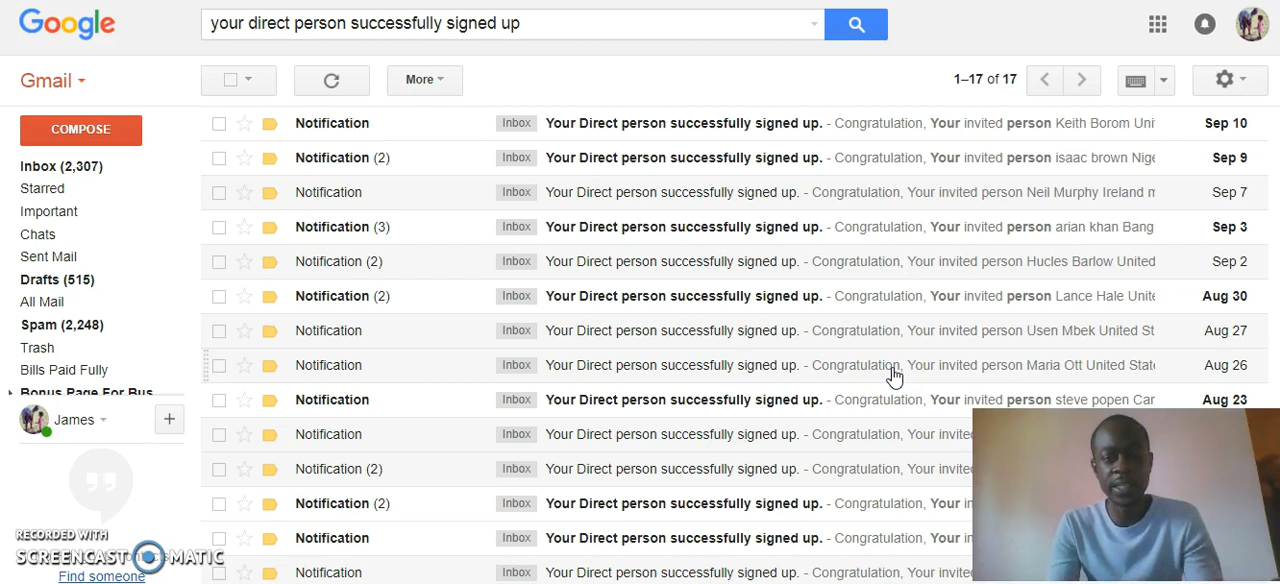 Google
your direct person successfully signed up
Gmail
More
1–17 of 17
COMPOSE
Inbox (2,307)
Starred
Important
Chats
Sent Mail
Drafts (515)
All Mail
Spam (2,248)
Trash
Bills Paid Fully
Bonus Page For Bus
James
Notification Inbox Your Direct person successfully signed up. - Congratulation, Your invited person Keith Borom Uni Sep 10
Notification (2) Inbox Your Direct person successfully signed up. - Congratulation, Your invited person isaac brown Nige Sep 9
Notification Inbox Your Direct person successfully signed up. - Congratulation, Your invited person Neil Murphy Ireland m Sep 7
Notification (3) Inbox Your Direct person successfully signed up. - Congratulation, Your invited person arian khan Bang Sep 3
Notification (2) Inbox Your Direct person successfully signed up. - Congratulation, Your invited person Hucles Barlow United Sep 2
Notification (2) Inbox Your Direct person successfully signed up. - Congratulation, Your invited person Lance Hale Unite Aug 30
Notification Inbox Your Direct person successfully signed up. - Congratulation, Your invited person Usen Mbek United St Aug 27
Notification Inbox Your Direct person successfully signed up. - Congratulation, Your invited person Maria Ott United State Aug 26
Notification Inbox Your Direct person successfully signed up. - Congratulation, Your invited person steve popen Car Aug 23
Notification Inbox Your Direct person successfully signed up. - Congratulation, Your invite
Notification (2) Inbox Your Direct person successfully signed up. - Congratulation, Your invite
Notification (2) Inbox Your Direct person successfully signed up. - Congratulation, Your in
Notification Inbox Your Direct person successfully signed up. - Congratulation, Your in
Notification Inbox Your Direct person successfully signed up. - Congratulation, Your invite
RECORDED WITH
SCREENCAST MATIC
Find someone